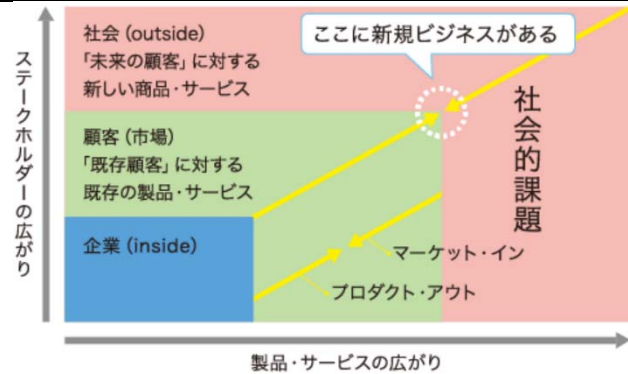 ステークホルダーの広がり
社会 (outside)
「未来の顧客」に対する
新しい商品・サービス
ここに新規ビジネスがある
顧客 (市場)
「既存顧客」に対する
既存の製品・サービス
社会的課題
企業 (inside)
マーケット・イン
プロダクト・アウト
製品・サービスの広がり